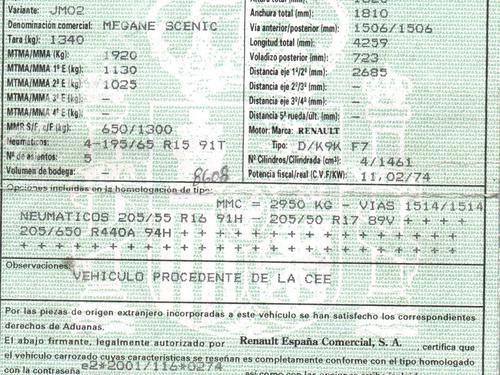 Variante: JM02
Denominación comercial: MEGANE SCENIC
Tara (kg): 1340
MTMA/MMA (Kg): 1920
MTMA/MMA 1º E (kg): 1130
MTMA/MMA 2º E (kg): 1025
MTMA/MMA 3º E (kg): —
MTMA/MMA 4º E (kg): —
MMR S/F, c/F (kg): 650/1300
Neumáticos: 4-195/65 R15 91T
Nº de asientos: 5
Volumen de bodega: —
8608
Anchura total (mm): 1810
Vía anterior/posterior (mm): 1506/1506
Longitud total (mm): 4259
Voladizo posterior (mm): 723
Distancia eje 1º/2º (mm): 2685
Distancia eje 2º/3º (mm): —
Distancia eje 3º/4º (mm): —
Distancia 5ª rueda/últ. (mm): —
Motor: Marca: RENAULT
Tipo: D/K9K F7
Nº Cilindros/Cilindrada (cm³): 4/1461
Potencia fiscal/real (C.V.F/KW): 11,02/74
Opciones incluidas en la homologación de tipo:
MMC = 2950 KG - VIAS 1514/1514
NEUMATICOS 205/55 R16 91H - 205/50 R17 89V + + + +
205/650 R440A 94H + + + + + + + + + + + + + + +
+ + + + + + + + + + + + + + + + + + + + + + + +
Observaciones:
VEHICULO PROCEDENTE DE LA CEE
Por las piezas de origen extranjero incorporadas a este vehículo se han satisfecho los correspondientes
derechos de Aduanas.
El abajo firmante, legalmente autorizado por Renault España Comercial, S. A. certifica que
el vehículo carrozado cuyas características se reseñan es completamente conforme con el tipo homologado
con la contraseña e2*2001/116*0274